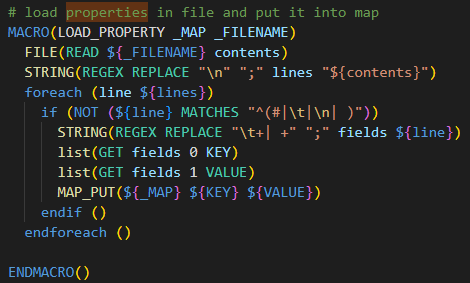 # load properties in file and put it into map
MACRO(LOAD_PROPERTY _MAP _FILENAME)
  FILE(READ ${_FILENAME} contents)
  STRING(REGEX REPLACE "\n" ";" lines "${contents}")
  foreach (line ${lines})
    if (NOT (${line} MATCHES "^(#|\t|\n| )"))
      STRING(REGEX REPLACE "\t+| +" ";" fields ${line})
      list(GET fields 0 KEY)
      list(GET fields 1 VALUE)
      MAP_PUT(${_MAP} ${KEY} ${VALUE})
    endif ()
  endforeach ()

ENDMACRO()